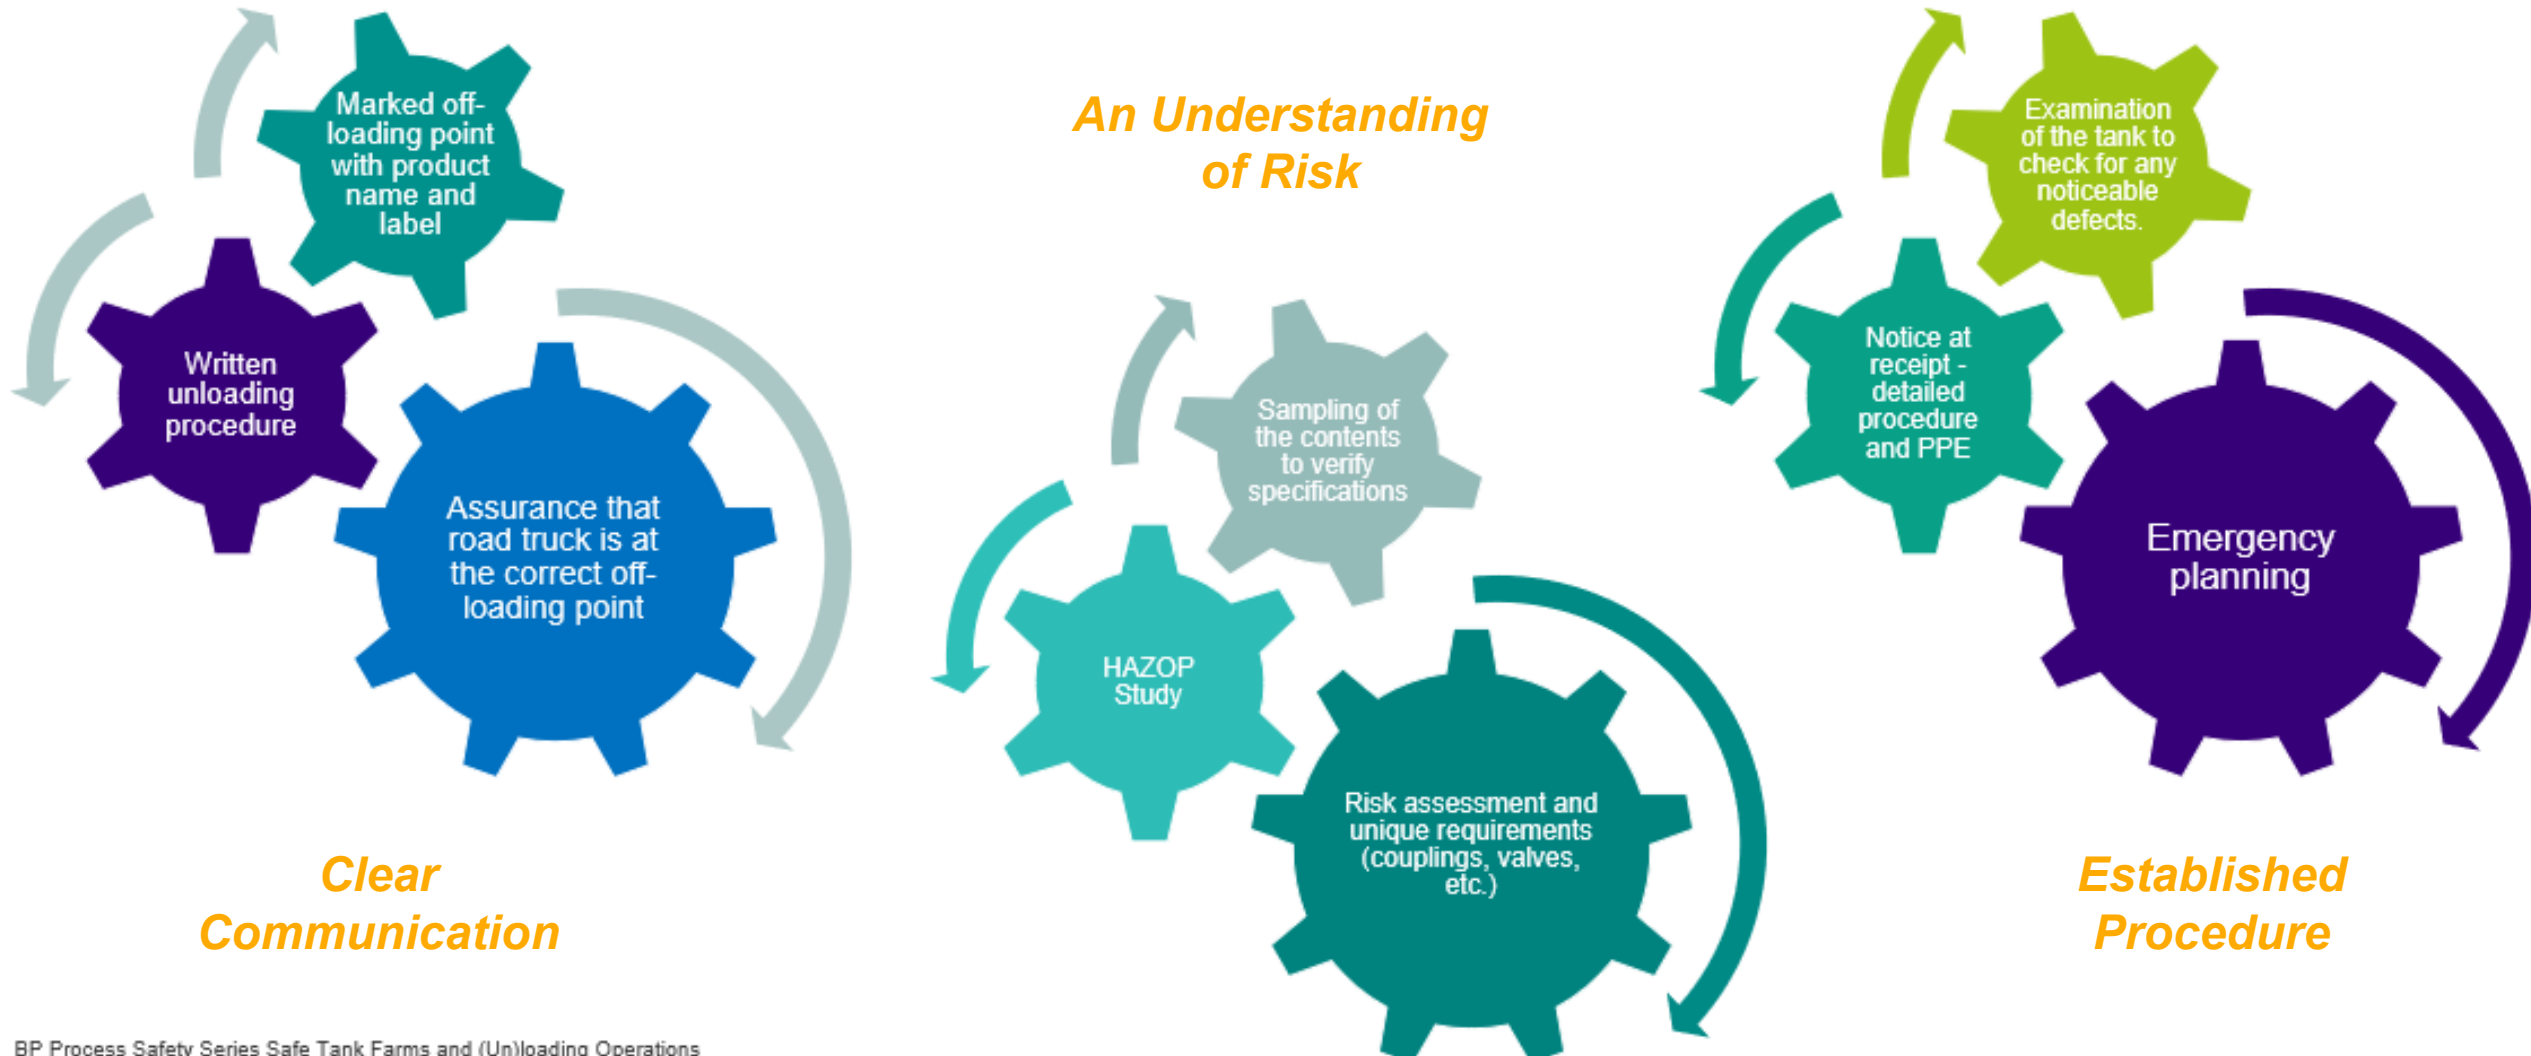 Marked off-
loading point
with product
name and
label
Written
unloading
procedure
Assurance that
road truck is at
the correct off-
loading point
Clear
Communication
An Understanding
of Risk
Sampling of
the contents
to verify
specifications
HAZOP
Study
Risk assessment and
unique requirements
(couplings, valves,
etc.)
Examination
of the tank to
check for any
noticeable
defects.
Notice at
receipt -
detailed
procedure
and PPE
Emergency
planning
Established
Procedure
BP Process Safety Series Safe Tank Farms and (Un)loading Operations